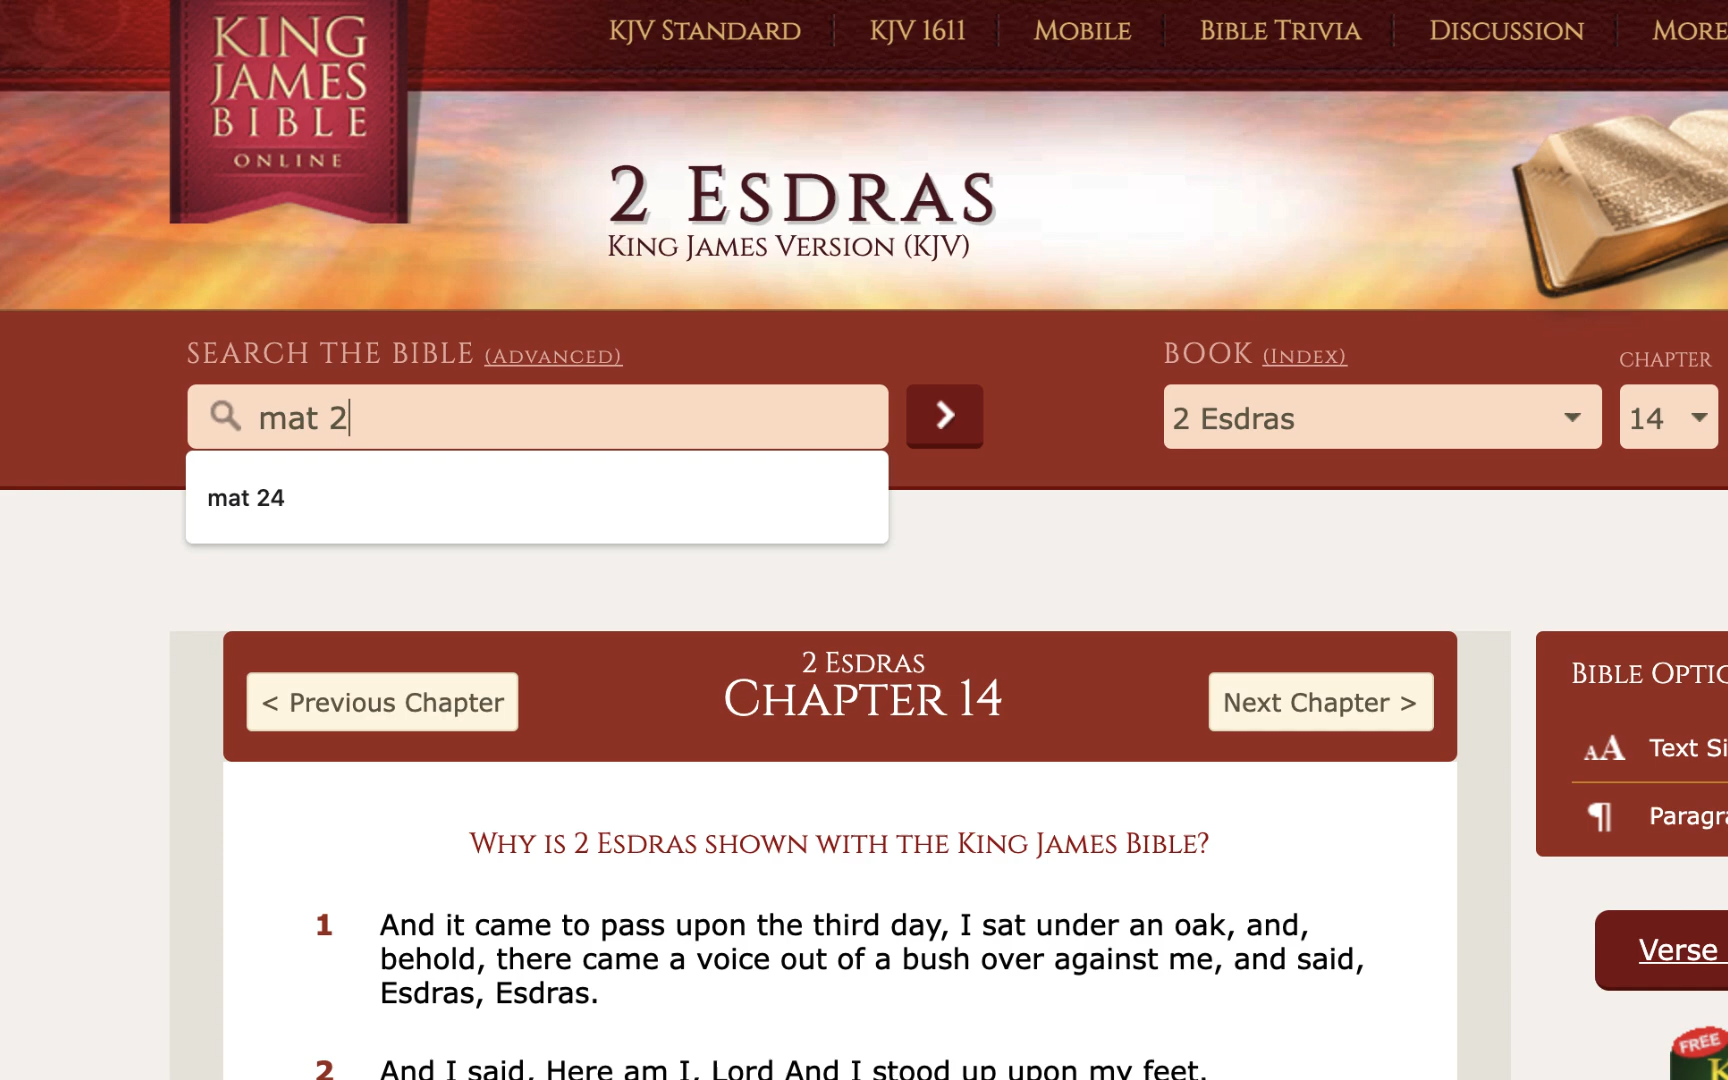 KING
JAMES
BIBLE
ONLINE
KJV STANDARD
KJV 1611
MOBILE
BIBLE TRIVIA
DISCUSSION
MORE
2 ESDRAS
KING JAMES VERSION (KJV)
SEARCH THE BIBLE (ADVANCED)
BOOK (INDEX)
CHAPTER
mat 2
2 Esdras
14
mat 24
2 ESDRAS
< Previous Chapter
CHAPTER 14
Next Chapter >
BIBLE
AA Text
¶
WHY IS 2 ESDRAS SHOWN WITH THE KING JAMES BIBLE?
1 And it came to pass upon the third day, I sat under an oak, and,
behold, there came a voice out of a bush over against me, and said,
Esdras, Esdras.
Verse
FREE
2 And I said, Here am I, Lord And I stood up upon my feet.